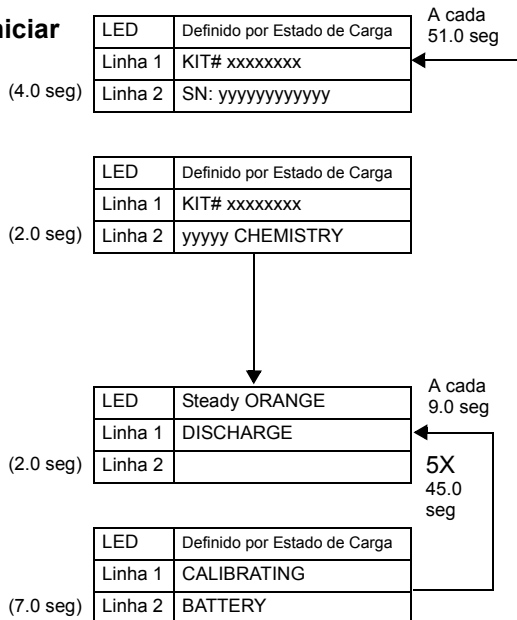 niciar
LED Definido por Estado de Carga
Linha 1 KIT# xxxxxxxx
(4.0 seg) Linha 2 SN: yyyyyyyyyyyy
A cada
51.0 seg
LED Definido por Estado de Carga
Linha 1 KIT# xxxxxxxx
(2.0 seg) Linha 2 yyyyy CHEMISTRY
LED Steady ORANGE
Linha 1 DISCHARGE
(2.0 seg) Linha 2
A cada
9.0 seg
5X
45.0
seg
LED Definido por Estado de Carga
Linha 1 CALIBRATING
(7.0 seg) Linha 2 BATTERY